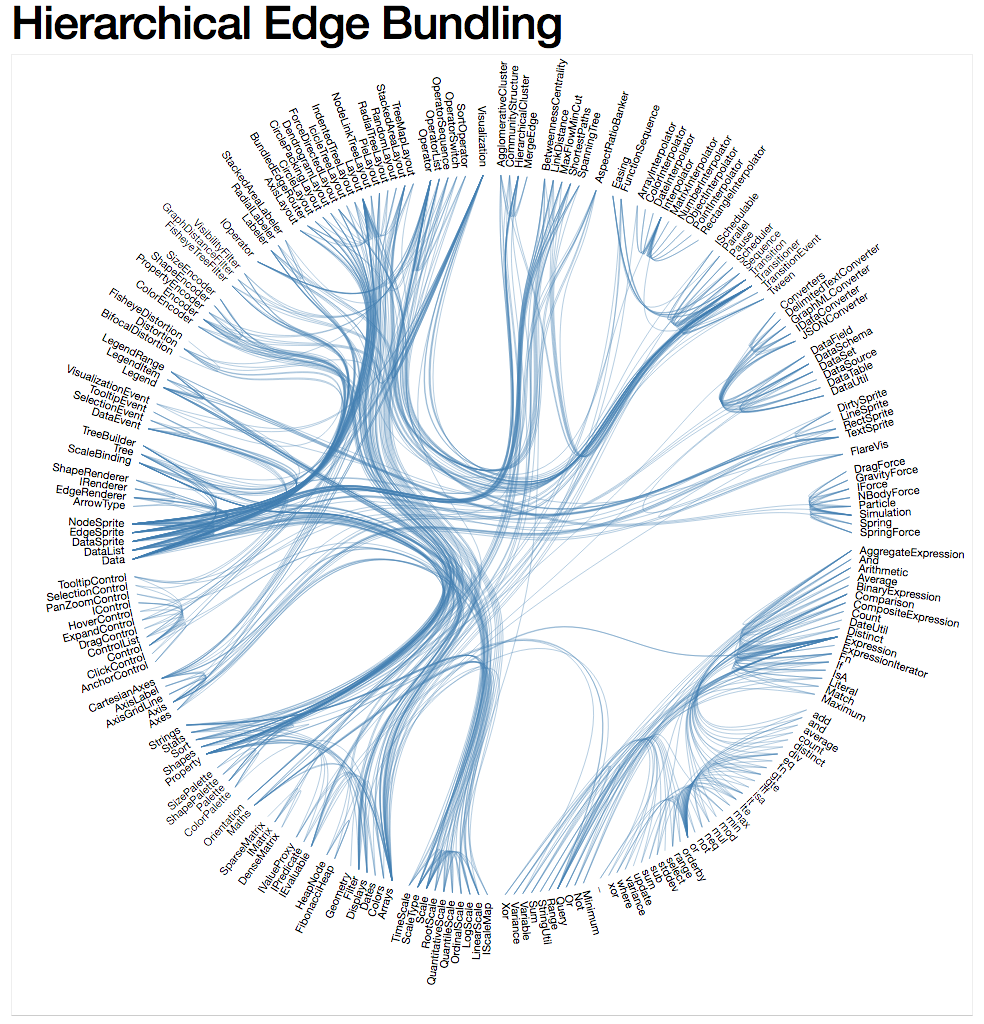 Hierarchical Edge Bundling
AgglomerativeCluster
CommunityStructure
HierarchicalCluster
MergeEdge
BetweennessCentrality
LinkDistance
MaxFlowMinCut
ShortestPaths
SpanningTree
AspectRatioBanker
Easing
FunctionSequence
ArrayInterpolator
ColorInterpolator
DateInterpolator
Interpolator
MatrixInterpolator
NumberInterpolator
ObjectInterpolator
PointInterpolator
RectangleInterpolator
ISchedulable
Parallel
Pause
Scheduler
Sequence
Transition
Transitioner
TransitionEvent
Tween
Converters
DelimitedTextConverter
GraphMLConverter
IDataConverter
JSONConverter
DataField
DataSchema
DataSet
DataSource
DataTable
DataUtil
DirtySprite
LineSprite
RectSprite
TextSprite
FlareVis
DragForce
GravityForce
IForce
NBodyForce
Particle
Simulation
Spring
SpringForce
AggregateExpression
And
Arithmetic
Average
BinaryExpression
Comparison
CompositeExpression
Count
DateUtil
Distinct
Expression
ExpressionIterator
Fn
If
IsA
Literal
Match
Maximum
add
and
average
count
distinct
div
eq
isa
lte
max
min
mod
mul
neq
not
or
orderby
range
select
stddev
sub
sum
update
variance
where
xor
_
Minimum
Not
Or
Query
Range
StringUtil
Sum
Variable
Variance
Xor
IScaleMap
LinearScale
LogScale
OrdinalScale
QuantileScale
QuantitativeScale
RootScale
Scale
ScaleType
TimeScale
Arrays
Colors
Dates
Displays
Filter
Geometry
FibonacciHeap
HeapNode
IEvaluable
IPredicate
IValueProxy
DenseMatrix
IMatrix
SparseMatrix
Maths
Orientation
ColorPalette
Palette
ShapePalette
SizePalette
Property
Shapes
Sort
Stats
Strings
Axes
Axis
AxisGridLine
AxisLabel
CartesianAxes
AnchorControl
ClickControl
Control
ControlList
DragControl
ExpandControl
HoverControl
IControl
PanZoomControl
SelectionControl
TooltipControl
Data
DataList
DataSprite
EdgeSprite
NodeSprite
ArrowType
EdgeRenderer
IRenderer
ShapeRenderer
ScaleBinding
Tree
TreeBuilder
DataEvent
SelectionEvent
TooltipEvent
VisualizationEvent
Legend
LegendItem
LegendRange
BifocalDistortion
Distortion
FisheyeDistortion
ColorEncoder
Encoder
PropertyEncoder
ShapeEncoder
SizeEncoder
FisheyeTreeFilter
GraphDistanceFilter
VisibilityFilter
IOperator
Labeler
RadialLabeler
StackedAreaLabeler
AxisLayout
BundledEdgeRouter
CircleLayout
CirclePackingLayout
DendrogramLayout
ForceDirectedLayout
IcicleTreeLayout
IndentedTreeLayout
Layout
NodeLinkTreeLayout
PieLayout
RadialTreeLayout
RandomLayout
StackedAreaLayout
TreeMapLayout
Operator
OperatorList
OperatorSequence
OperatorSwitch
SortOperator
Visualization